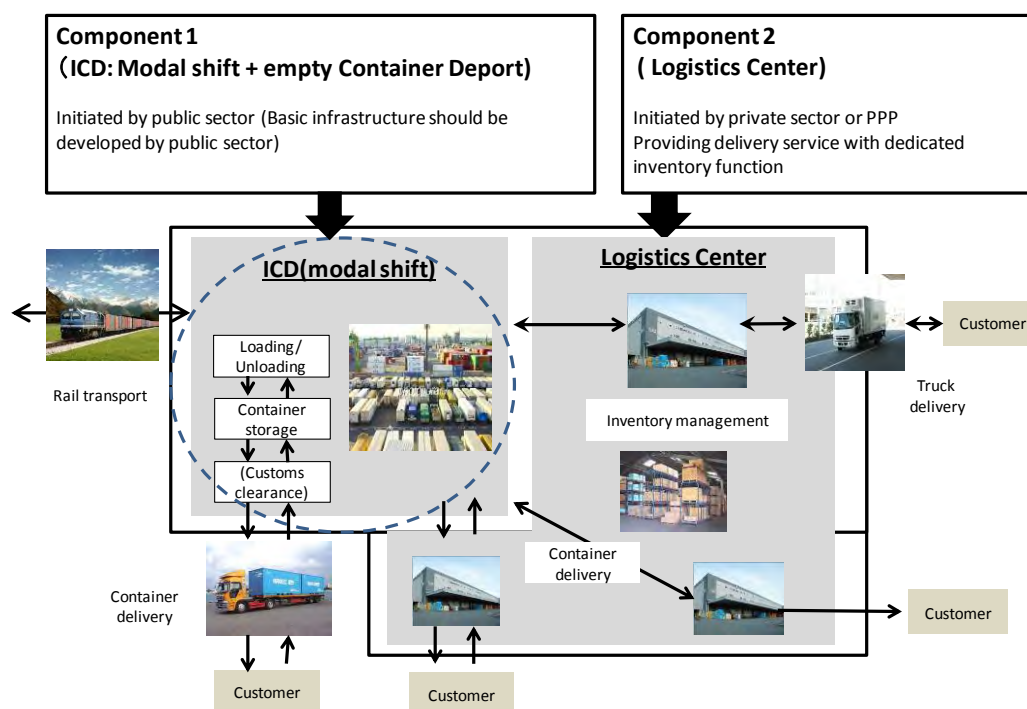 Component 1
（ICD: Modal shift + empty Container Deport)
Initiated by public sector (Basic infrastructure should be
developed by public sector)
Component 2
( Logistics Center)
Initiated by private sector or PPP
Providing delivery service with dedicated
inventory function
ICD(modal shift)
Logistics Center
Loading/
Unloading
Container
storage
(Customs
clearance)
Rail transport
Customer
Truck
delivery
Inventory management
Container
delivery
Container
delivery
Customer
Customer
Customer